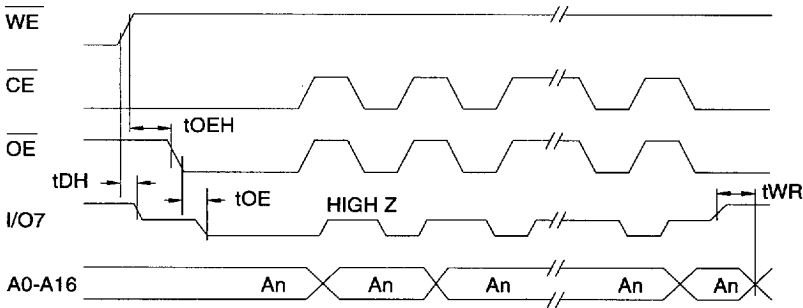 WE
CE
tOEH
OE
tDH
tOE
HIGH Z
tWR
I/O7
A0-A16 An An An An An